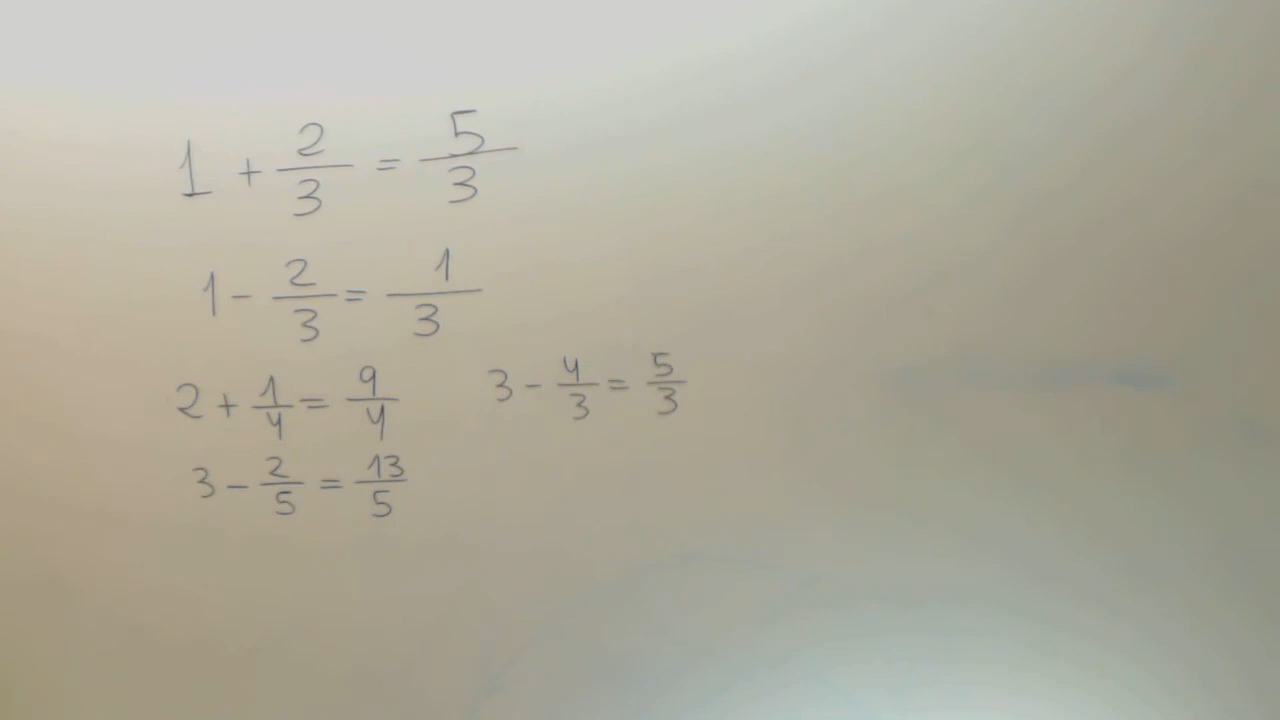 1 + 2/3 = 5/3
1 - 2/3 = 1/3
2 + 1/4 = 9/4
3 - 4/3 = 5/3
3 - 2/5 = 13/5